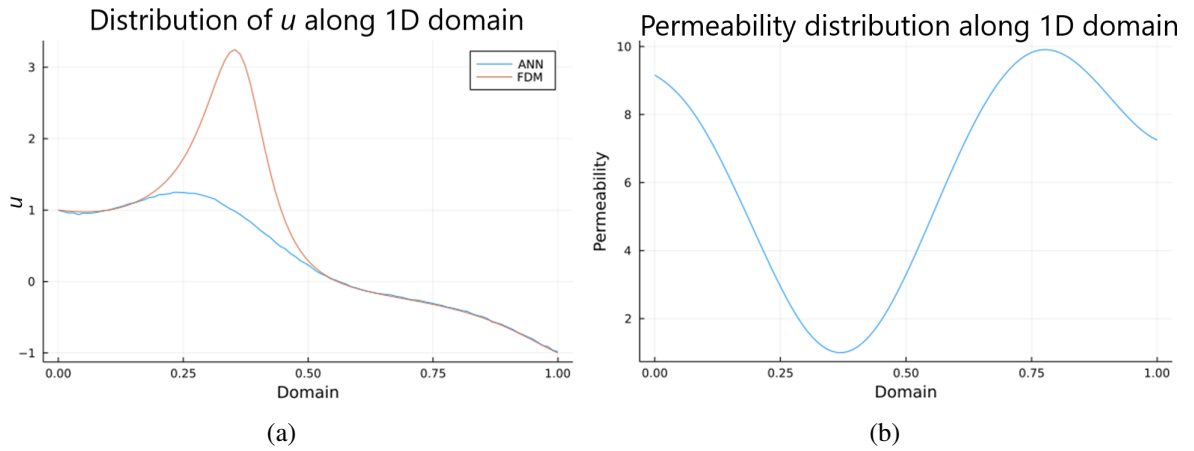 Distribution of u along 1D domain
ANN
FDM
3
2
1
0
−1
u
0.00 0.25 0.50 0.75 1.00
Domain
(a)
Permeability distribution along 1D domain
10
8
6
4
2
Permeability
0.00 0.25 0.50 0.75 1.00
Domain
(b)